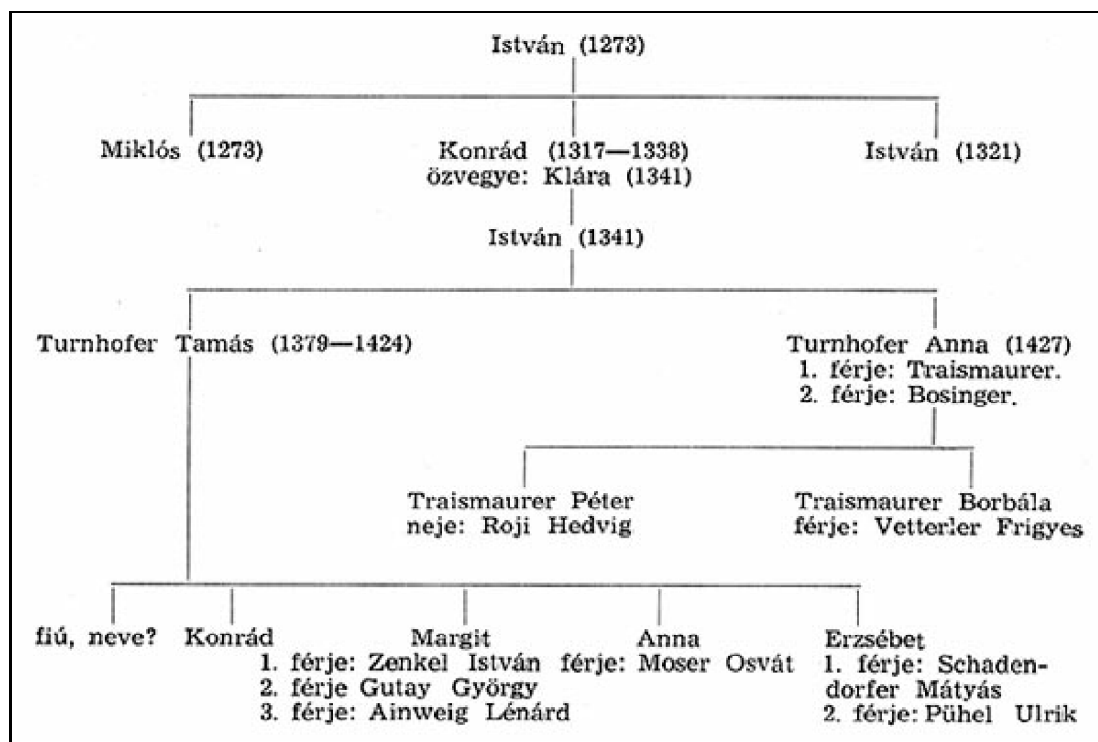 István (1273)
Miklós (1273)
Konrád (1317—1338)
özvegye: Klára (1341)
István (1321)
István (1341)
Turnhofer Tamás (1379—1424)
Turnhofer Anna (1427)
1. férje: Traismaurer.
2. férje: Bosinger.
Traismaurer Péter
neje: Roji Hedvig
Traismaurer Borbála
férje: Vetterler Frigyes
fiú, neve?
Konrád
Margit
1. férje: Zenkel István
2. férje Gutay György
3. férje: Ainweig Lénárd
Anna
férje: Moser Osvát
Erzsébet
1. férje: Schaden-
dorfer Mátyás
2. férje: Pühel Ulrik